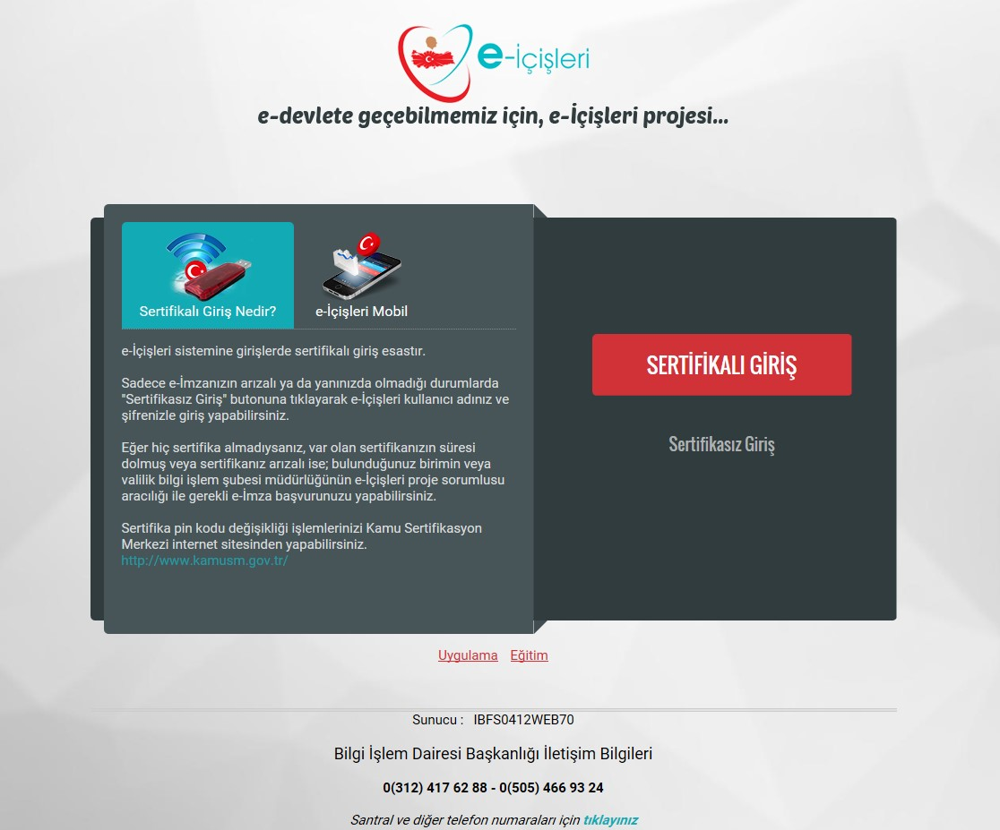 e-İçişleri
e-devlete geçebilmemiz için, e-İçişleri projesi...
Sertifikalı Giriş Nedir?
e-İçişleri Mobil
e-İçişleri sistemine girişlerde sertifikalı giriş esastır.
Sadece e-İmzanızın arızalı ya da yanınızda olmadığı durumlarda
"Sertifikasız Giriş" butonuna tıklayarak e-İçişleri kullanıcı adınız ve
şifrenizle giriş yapabilirsiniz.
Eğer hiç sertifika almadıysanız, var olan sertifikanızın süresi
dolmuş veya sertifikanız arızalı ise; bulunduğunuz birimin veya
valilik bilgi işlem şubesi müdürlüğünün e-İçişleri proje sorumlusu
aracılığı ile gerekli e-İmza başvurunuzu yapabilirsiniz.
Sertifika pin kodu değişikliği işlemlerinizi Kamu Sertifikasyon
Merkezi internet sitesinden yapabilirsiniz.
http://www.kamusm.gov.tr/
SERTİFİKALI GİRİŞ
Sertifikasız Giriş
Uygulama Eğitim
Sunucu : IBFS0412WEB70
Bilgi İşlem Dairesi Başkanlığı İletişim Bilgileri
0(312) 417 62 88 - 0(505) 466 93 24
Santral ve diğer telefon numaraları için tıklayınız